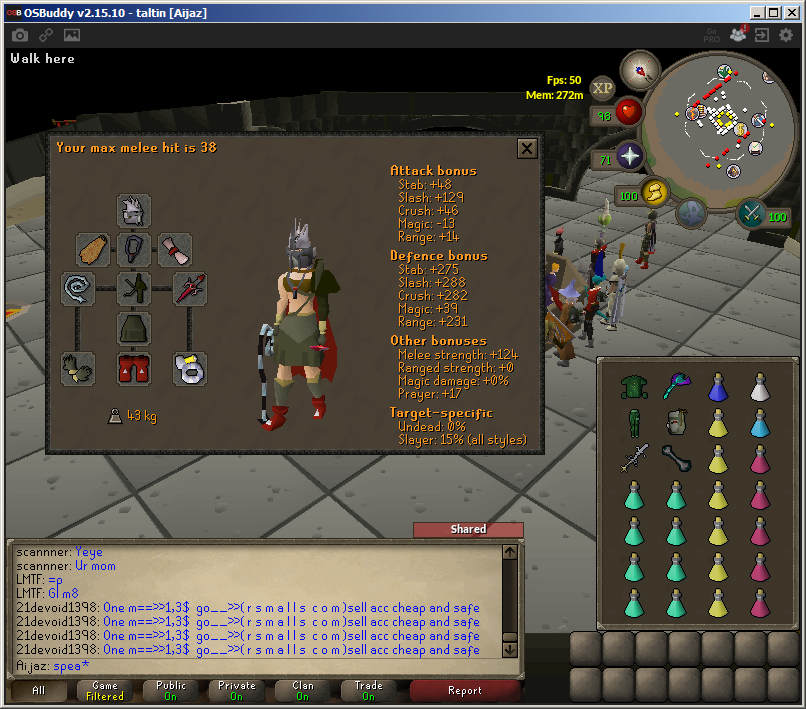 OSBuddy v2.15.10 - taltin [Aijaz]
Go
PRO
Walk here
Fps: 50
Mem: 272m
XP
98
71
100
100
Your max melee hit is 38
Attack bonus
Stab: +48
Slash: +129
Crush: +46
Magic: -13
Range: +14
Defence bonus
Stab: +275
Slash: +288
Crush: +282
Magic: +39
Range: +231
Other bonuses
Melee strength: +124
Ranged strength: +0
Magic damage: +0%
Prayer: +17
Target-specific
Undead: 0%
Slayer: 15% (all styles)
43 kg
Shared
scannner: Yeye
scannner: Ur mom
LMTF: =p
LMTF: Gl m8
21devoid1398: One m==>>1,3$ go__>>( r s m a l l s c o m )sell acc cheap and safe
21devoid1398: One m==>>1,3$ go__>>( r s m a l l s c o m )sell acc cheap and safe
21devoid1398: One m==>>1,3$ go__>>( r s m a l l s c o m )sell acc cheap and safe
21devoid1398: One m==>>1,3$ go__>>( r s m a l l s c o m )sell acc cheap and safe
Aijaz: spea*
All
Game
Filtered
Public
On
Private
On
Clan
On
Trade
On
Report